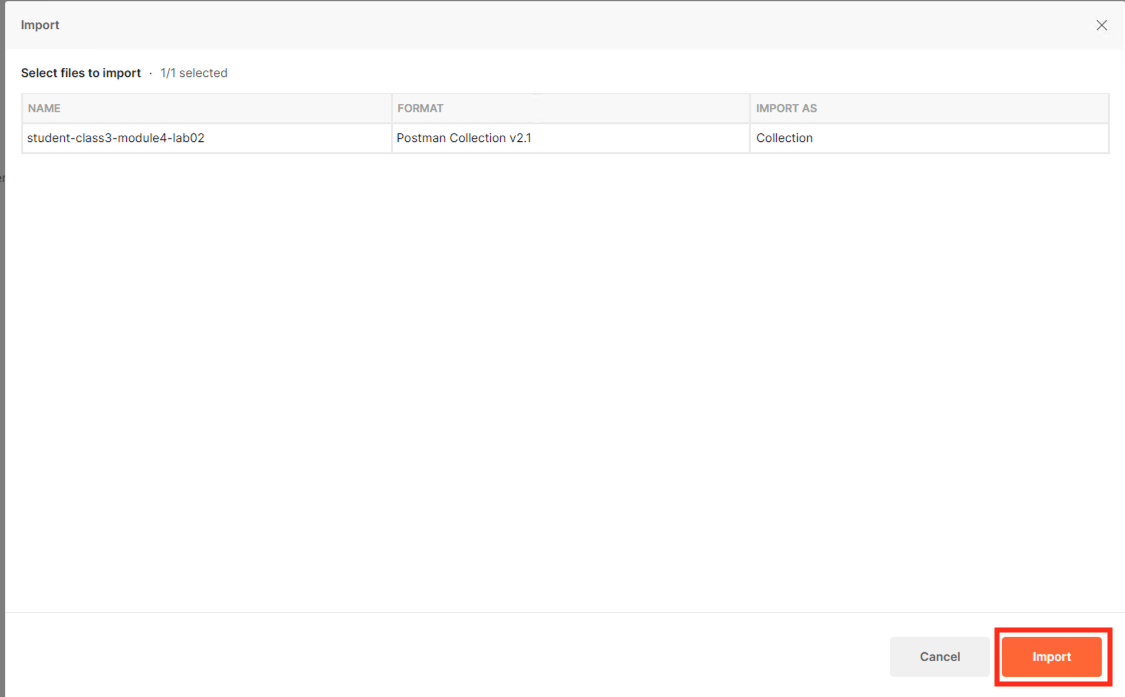 Import
Select files to import · 1/1 selected
NAME FORMAT IMPORT AS
student-class3-module4-lab02 Postman Collection v2.1 Collection
Cancel Import